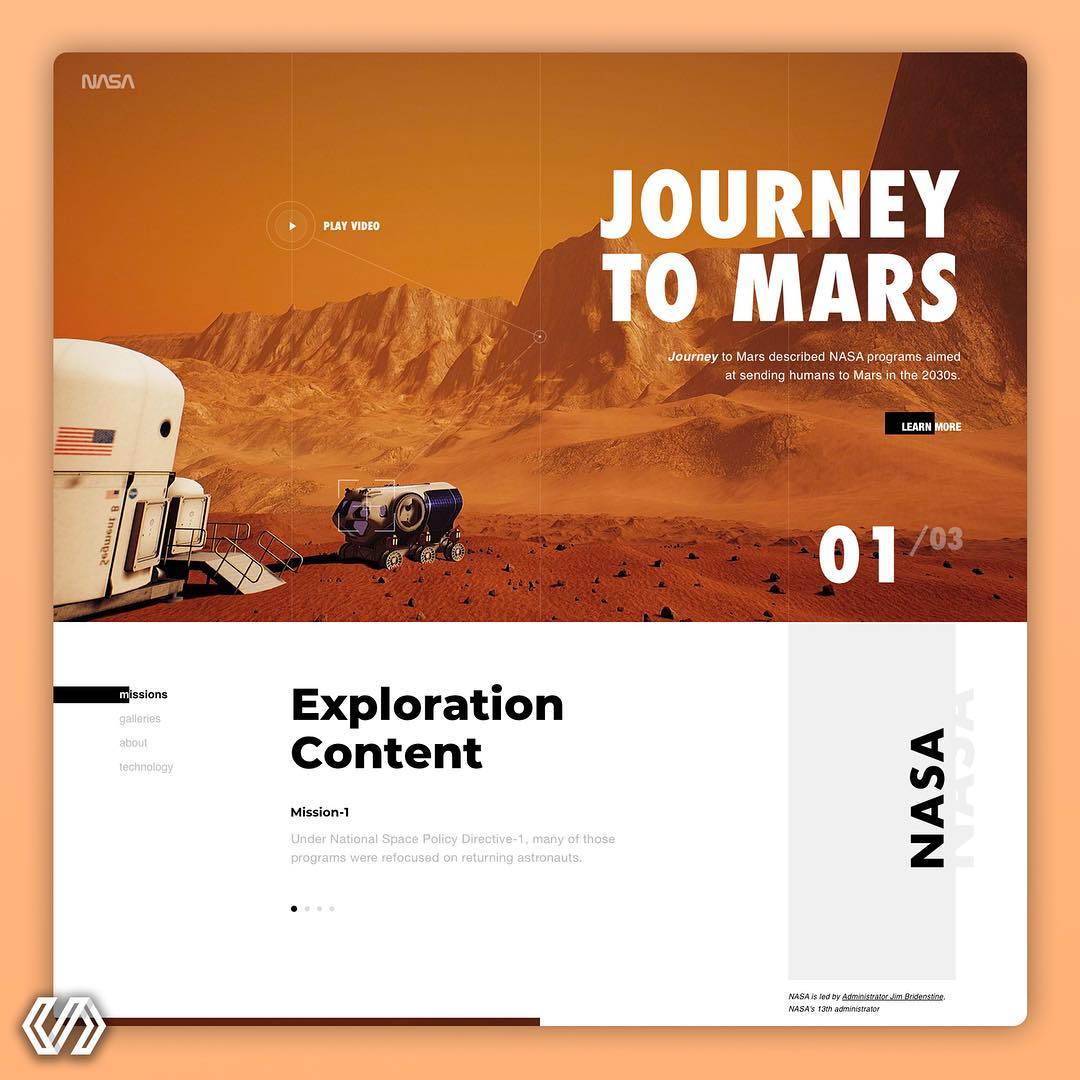 NASA
PLAY VIDEO
JOURNEY
TO MARS
Journey to Mars described NASA programs aimed
at sending humans to Mars in the 2030s.
LEARN MORE
Segment B
01 /03
missions
galleries
about
technology
Exploration
Content
Mission-1
Under National Space Policy Directive-1, many of those
programs were refocused on returning astronauts.
NASA
NASA
NASA is led by Administrator Jim Bridenstine,
NASA's 13th administrator